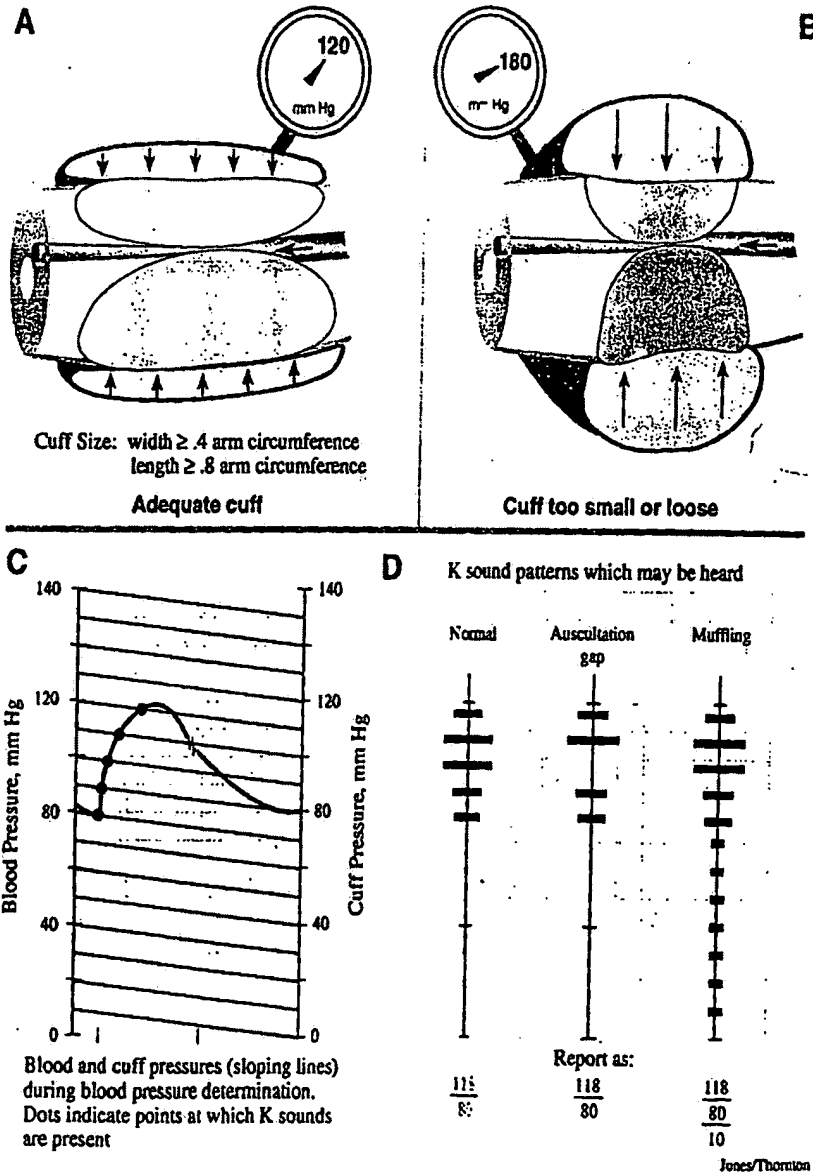 A
120
mm Hg
B
180
Hg
Cuff Size: width ≥ .4 arm circumference
length ≥ .8 arm circumference
Adequate cuff
Cuff too small or loose
C
140
120
80
40
0
Blood Pressure, mm Hg
140
120
80
40
0
Cuff Pressure, mm Hg
Blood and cuff pressures (sloping lines)
during blood pressure determination.
Dots indicate points at which K sounds
are present
D
K sound patterns which may be heard
Normal
Auscultation
gap
Muffling
Report as:
118
80
118
80
10
Jones/Thornton